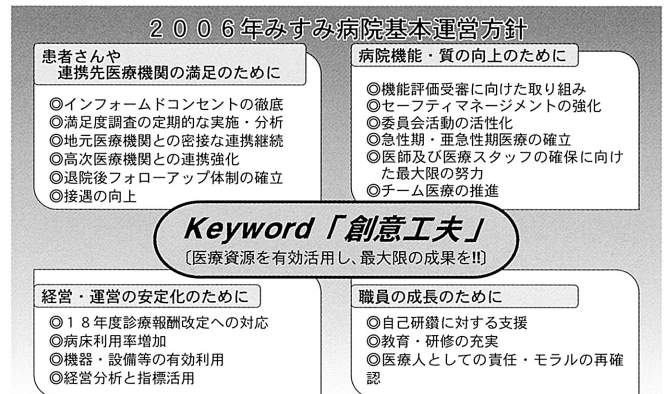 2006年みすみ病院基本運営方針
患者さんや
連携先医療機関の満足のために
◎インフォームドコンセントの徹底
◎満足度調査の定期的な実施・分析
◎地元医療機関との密接な連携継続
◎高次医療機関との連携強化
◎退院後フォローアップ体制の確立
◎接遇の向上
病院機能・質の向上のために
◎機能評価受審に向けた取り組み
◎セーフティマネージメントの強化
◎委員会活動の活性化
◎急性期・亜急性期医療の確立
◎医師及び医療スタッフの確保に向け
た最大限の努力
◎チーム医療の推進
Keyword「創意工夫」
〔医療資源を有効活用し、最大限の成果を!!〕
経営・運営の安定化のために
◎18年度診療報酬改定への対応
◎病床利用率増加
◎機器・設備等の有効利用
◎経営分析と指標活用
職員の成長のために
◎自己研鑽に対する支援
◎教育・研修の充実
◎医療人としての責任・モラルの再確
認